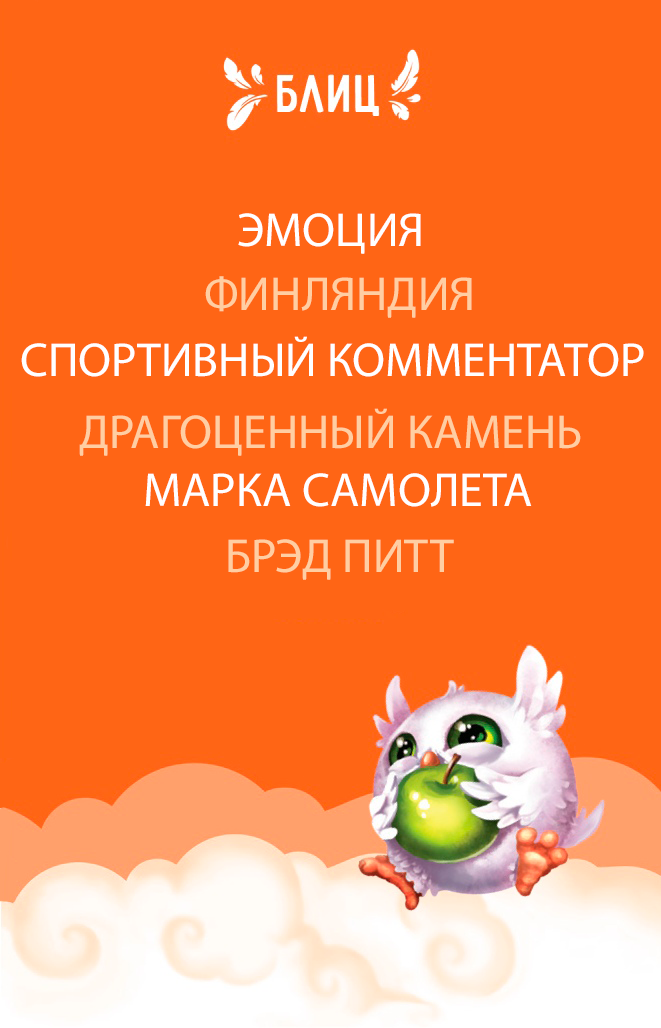 БЛИЦ
ЭМОЦИЯ
ФИНЛЯНДИЯ
СПОРТИВНЫЙ КОММЕНТАТОР
ДРАГОЦЕННЫЙ КАМЕНЬ
МАРКА САМОЛЕТА
БРЭД ПИТТ